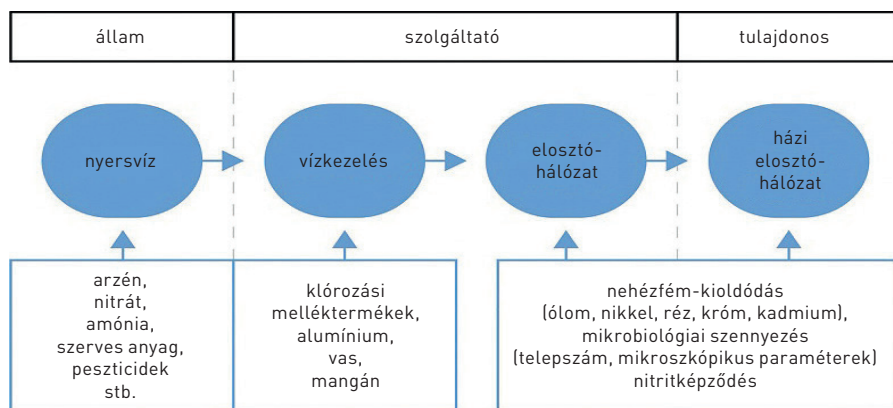 állam
szolgáltató
tulajdonos
nyersvíz
vízkezelés
elosztó-
hálózat
házi
elosztó-
hálózat
arzén,
nitrát,
amónia,
szerves anyag,
peszticidek
stb.
klórozási
melléktermékek,
alumínium,
vas,
mangán
nehézfém-kioldódás
(ólom, nikkel, réz, króm, kadmium),
mikrobiológiai szennyezés
(telepszám, mikroszkópikus paraméterek)
nitritképződés